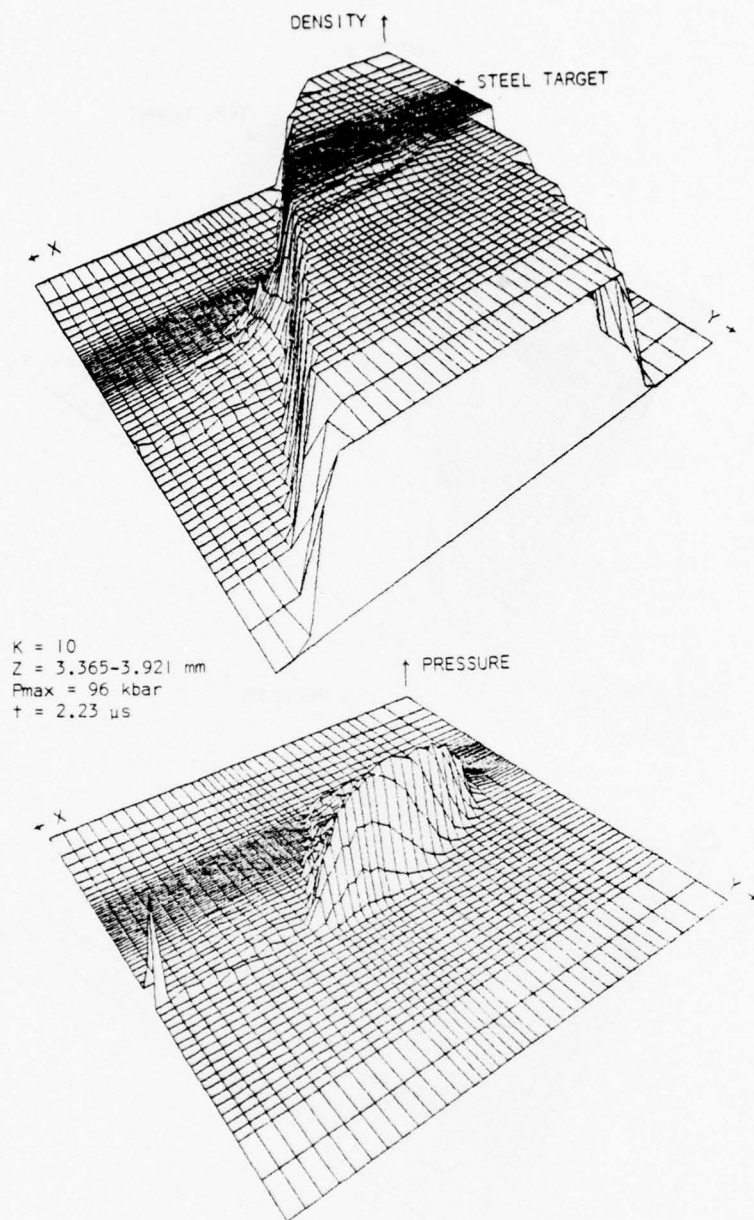 DENSITY ↑
← STEEL TARGET
← X
Y →
K = 10
Z = 3.365-3.921 mm
Pmax = 96 kbar
t = 2.23 μs
↑ PRESSURE
← X
Y →